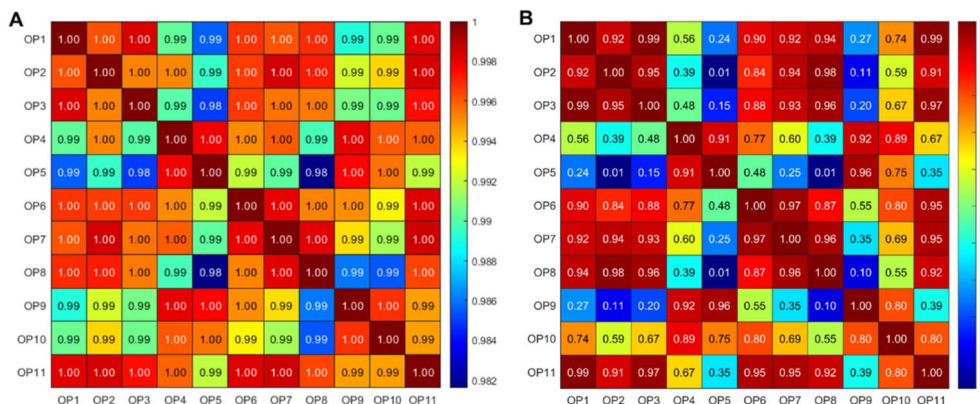 A
B
OP1 1.00 1.00 1.00 0.99 0.99 1.00 1.00 1.00 0.99 0.99 1.00
OP2 1.00 1.00 1.00 1.00 0.99 1.00 1.00 1.00 0.99 0.99 1.00
OP3 1.00 1.00 1.00 0.99 0.98 1.00 1.00 1.00 0.99 0.99 1.00
OP4 0.99 1.00 0.99 1.00 1.00 1.00 1.00 0.99 1.00 1.00 1.00
OP5 0.99 0.99 0.98 1.00 1.00 0.99 0.99 0.98 1.00 1.00 0.99
OP6 1.00 1.00 1.00 1.00 0.99 1.00 1.00 1.00 1.00 0.99 1.00
OP7 1.00 1.00 1.00 1.00 0.99 1.00 1.00 1.00 0.99 0.99 1.00
OP8 1.00 1.00 1.00 0.99 0.98 1.00 1.00 1.00 0.99 0.99 1.00
OP9 0.99 0.99 0.99 1.00 1.00 1.00 0.99 0.99 1.00 1.00 0.99
OP10 0.99 0.99 0.99 1.00 1.00 0.99 0.99 0.99 1.00 1.00 0.99
OP11 1.00 1.00 1.00 1.00 0.99 1.00 1.00 1.00 0.99 0.99 1.00
OP1 OP2 OP3 OP4 OP5 OP6 OP7 OP8 OP9 OP10 OP11
1
0.998
0.996
0.994
0.992
0.99
0.988
0.986
0.984
0.982
OP1 1.00 0.92 0.99 0.56 0.24 0.90 0.92 0.94 0.27 0.74 0.99
OP2 0.92 1.00 0.95 0.39 0.01 0.84 0.94 0.98 0.11 0.59 0.91
OP3 0.99 0.95 1.00 0.48 0.15 0.88 0.93 0.96 0.20 0.67 0.97
OP4 0.56 0.39 0.48 1.00 0.91 0.77 0.60 0.39 0.92 0.89 0.67
OP5 0.24 0.01 0.15 0.91 1.00 0.48 0.25 0.01 0.96 0.75 0.35
OP6 0.90 0.84 0.88 0.77 0.48 1.00 0.97 0.87 0.55 0.80 0.95
OP7 0.92 0.94 0.93 0.60 0.25 0.97 1.00 0.96 0.35 0.69 0.95
OP8 0.94 0.98 0.96 0.39 0.01 0.87 0.96 1.00 0.10 0.55 0.92
OP9 0.27 0.11 0.20 0.92 0.96 0.55 0.35 0.10 1.00 0.80 0.39
OP10 0.74 0.59 0.67 0.89 0.75 0.80 0.69 0.55 0.80 1.00 0.80
OP11 0.99 0.91 0.97 0.67 0.35 0.95 0.95 0.92 0.39 0.80 1.00
OP1 OP2 OP3 OP4 OP5 OP6 OP7 OP8 OP9 OP10 OP11